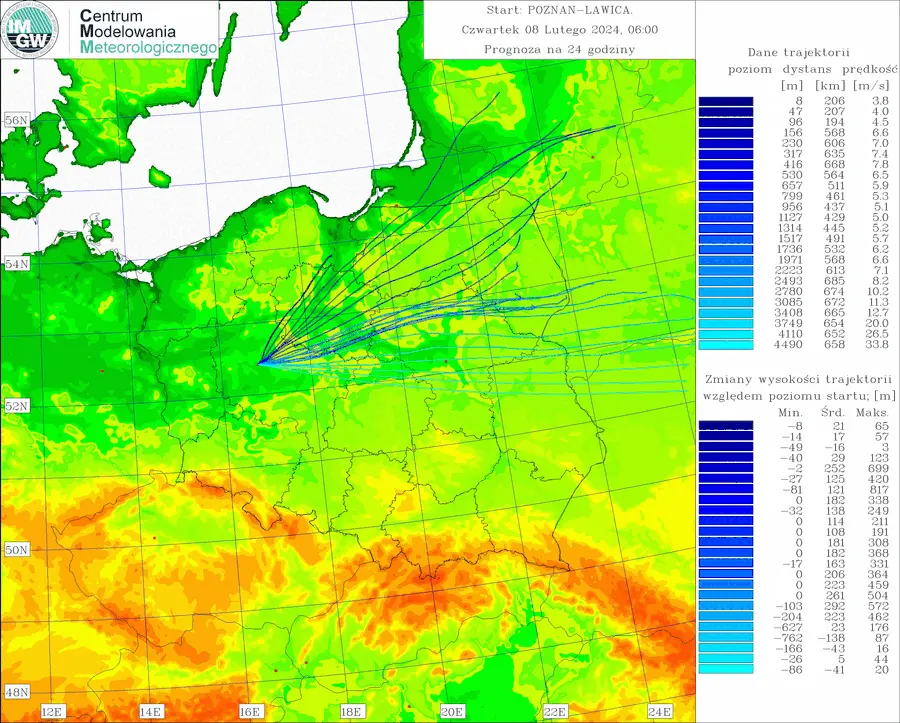 IM
GW
Centrum
Modelowania
Meteorologicznego
Start: POZNAN-LAWICA.
Czwartek 08 Lutego 2024, 06:00
Prognoza na 24 godziny
Dane trajektorii
poziom dystans prędkość
[m] [km] [m/s]
8 206 3.8
47 207 4.0
96 194 4.5
156 568 6.6
230 606 7.0
317 635 7.4
416 668 7.8
530 564 6.5
657 511 5.9
799 461 5.3
956 437 5.1
1127 429 5.0
1314 445 5.2
1517 491 5.7
1736 532 6.2
1971 568 6.6
2223 613 7.1
2493 685 8.2
2780 674 10.2
3085 672 11.3
3408 665 12.7
3749 654 20.0
4110 652 26.5
4490 658 33.8
Zmiany wysokości trajektorii
względem poziomu startu; [m]
Min. Śrd. Maks.
-8 21 65
-14 17 57
-49 -16 3
-40 29 123
-2 252 699
-27 125 420
-81 121 817
0 182 338
-32 138 249
0 114 211
0 108 191
0 181 308
0 182 368
-17 163 331
0 206 364
0 223 459
0 261 504
-103 292 572
-204 223 462
-627 23 176
-762 -138 87
-166 -43 16
-26 5 44
-86 -41 20
56N
54N
52N
50N
48N
12E
14E
16E
18E
20E
22E
24E